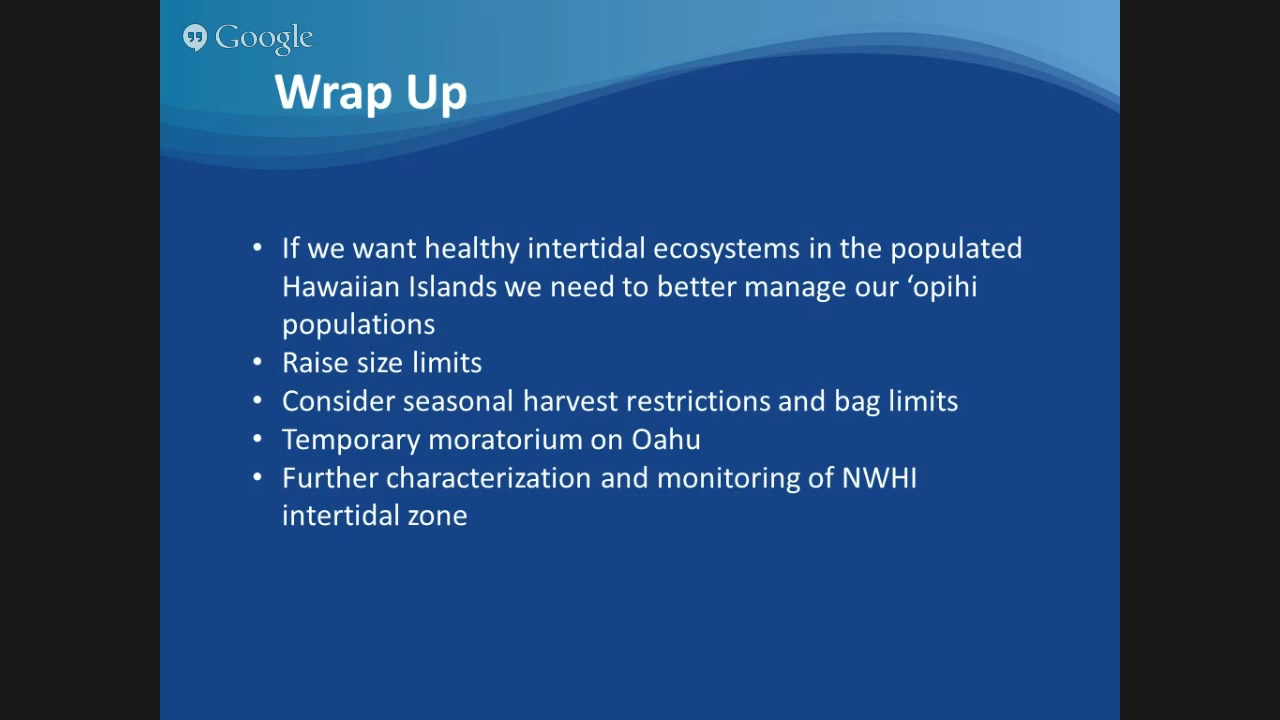 Google
Wrap Up
• If we want healthy intertidal ecosystems in the populated
Hawaiian Islands we need to better manage our ‘opihi
populations
• Raise size limits
• Consider seasonal harvest restrictions and bag limits
• Temporary moratorium on Oahu
• Further characterization and monitoring of NWHI
intertidal zone